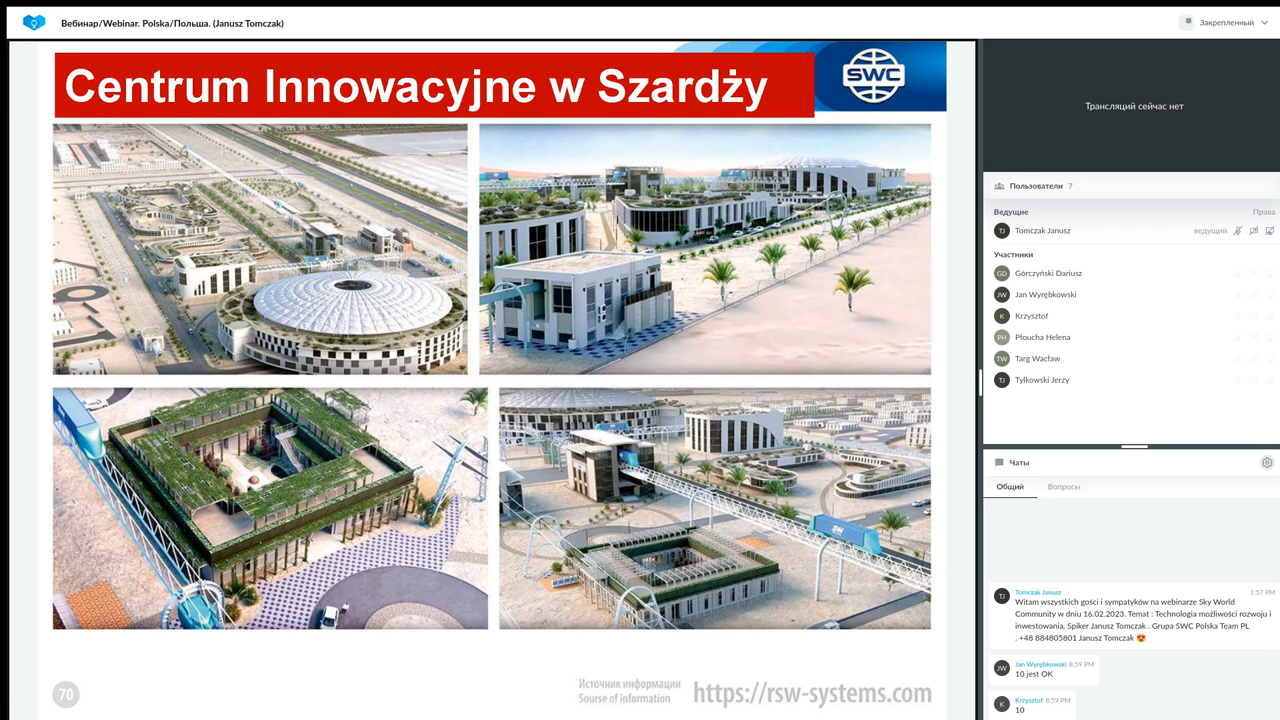 Вебинар/Webinar. Polska/Польша. (Janusz Tomczak)
Закрепленный
Centrum Innowacyjne w Szardży
SWC
70
Источник информации
Sourse of information
https://rsw-systems.com
Трансляций сейчас нет
Пользователи 7
Ведущие Права
TJ Tomczak Janusz ведущий
Участники
GD Górczyński Dariusz
JW Jan Wyrębkowski
K Krzysztof
PH Płoucha Helena
TW Targ Wacław
TJ Tylkowski Jerzy
Чаты
Общий Вопросы
TJ Tomczak Janusz 1:57 PM
Witam wszystkich gości i sympatyków na webinarze Sky World
Community w dniu 16.02.2023. Temat : Technologia możliwości rozwoju i
inwestowania. Spiker Janusz Tomczak . Grupa SWC Polska Team PL
. +48 884805801 Janusz Tomczak 😍
JW Jan Wyrębkowski 8:59 PM
10 jest OK
K Krzysztof 8:59 PM
10